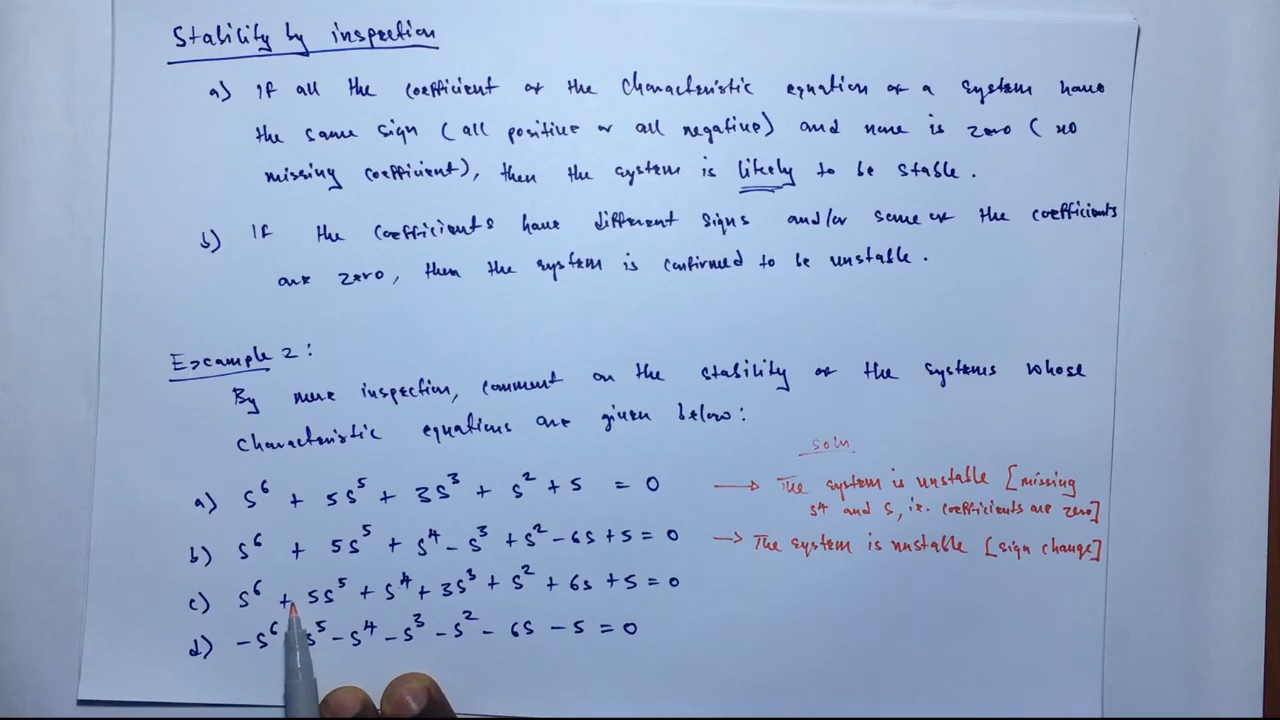 Stability by inspection
a) If all the coefficient of the characteristic equation of a system have
the same sign (all positive or all negative) and none is zero (no
missing coefficient), then the system is likely to be stable.
b) If the coefficients have different signs and/or some of the coefficients
are zero, then the system is confirmed to be unstable.
Example 2:
By mere inspection, comment on the stability of the systems whose
characteristic equations are given below:
soln
a) S⁶ + 5S⁵ + 3S³ + S² + 5 = 0 → The system is unstable [missing
S⁴ and S, i.e. coefficients are zero]
b) S⁶ + 5S⁵ + S⁴ - S³ + S² - 6S + 5 = 0 → The system is unstable [sign change]
c) S⁶ + 5S⁵ + S⁴ + 3S³ + S² + 6S + 5 = 0
d) -S⁶ S⁵ - S⁴ - S³ - S² - 6S - 5 = 0